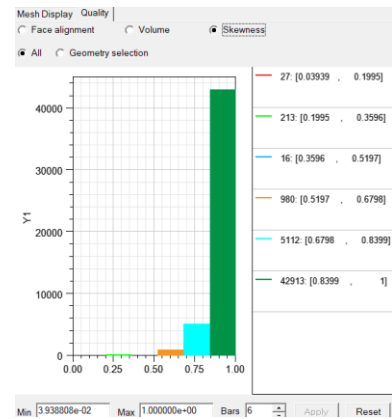 Mesh Display Quality
Face alignment Volume Skewness
All Geometry selection
27: [0.03939 , 0.1995]
213: [0.1995 , 0.3596]
16: [0.3596 , 0.5197]
980: [0.5197 , 0.6798]
5112: [0.6798 , 0.8399]
42913: [0.8399 , 1]
40000
30000
20000
10000
0
Y1
0.00 0.25 0.50 0.75 1.00
Min 3.938808e-02 Max 1.000000e+00 Bars 6 Apply Reset